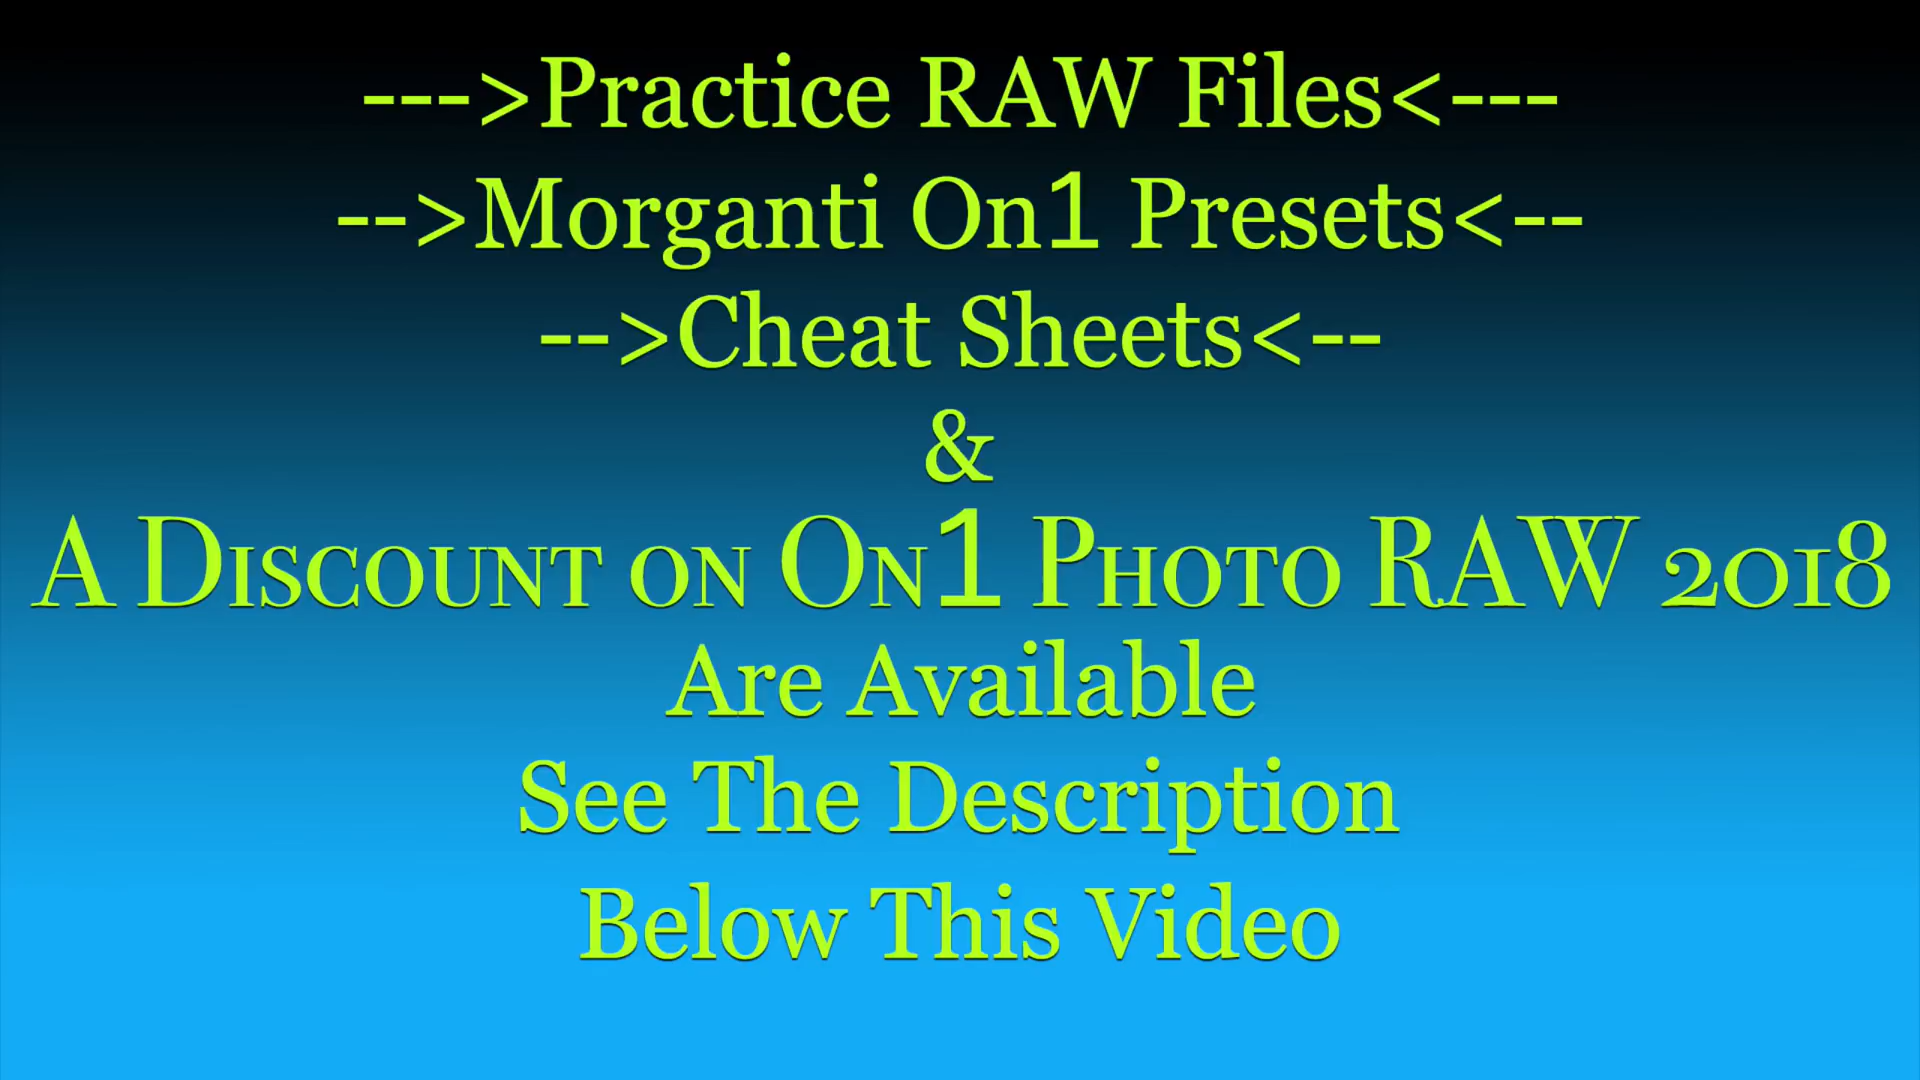 --->Practice RAW Files<---
-->Morganti On1 Presets<--
-->Cheat Sheets<--
&
A Discount on On1 Photo RAW 2018
Are Available
See The Description
Below This Video